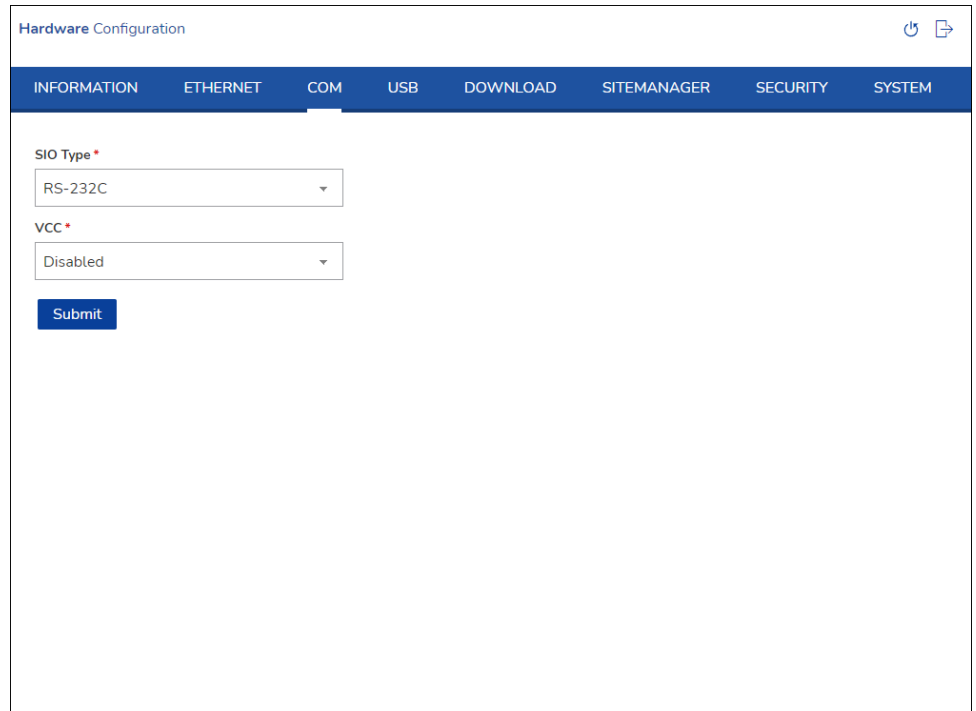 Hardware Configuration
INFORMATION ETHERNET COM USB DOWNLOAD SITEMANAGER SECURITY SYSTEM
SIO Type *
RS-232C
VCC *
Disabled
Submit